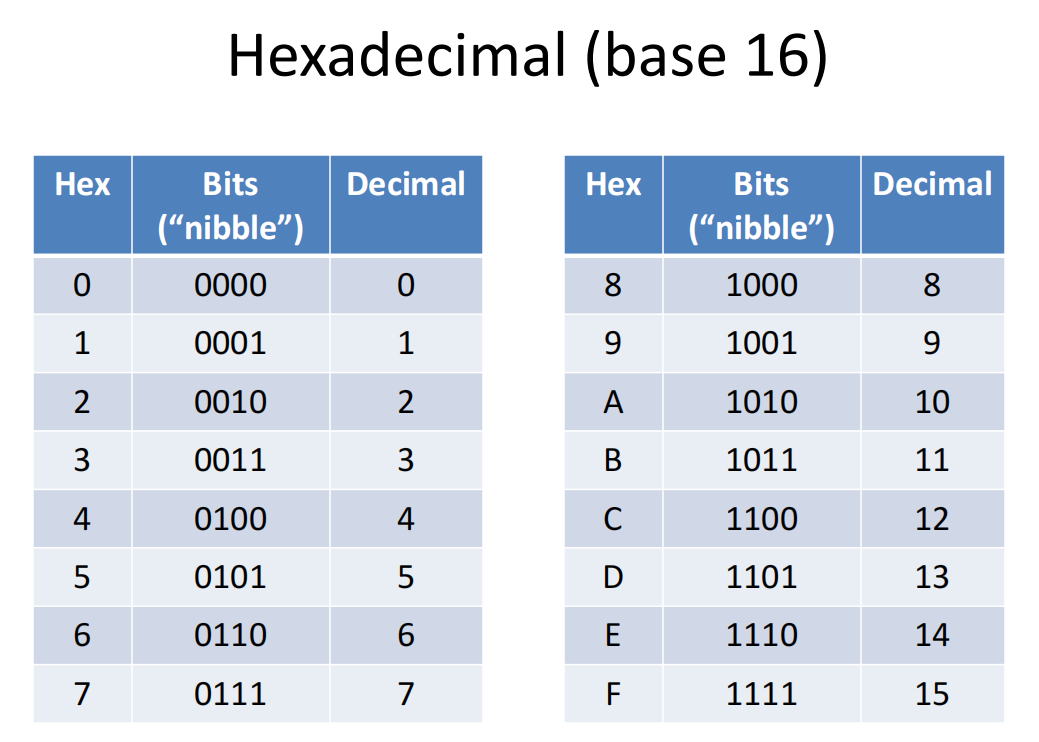 Hexadecimal (base 16)
Hex Bits (“nibble”) Decimal
0 0000 0
1 0001 1
2 0010 2
3 0011 3
4 0100 4
5 0101 5
6 0110 6
7 0111 7
Hex Bits (“nibble”) Decimal
8 1000 8
9 1001 9
A 1010 10
B 1011 11
C 1100 12
D 1101 13
E 1110 14
F 1111 15